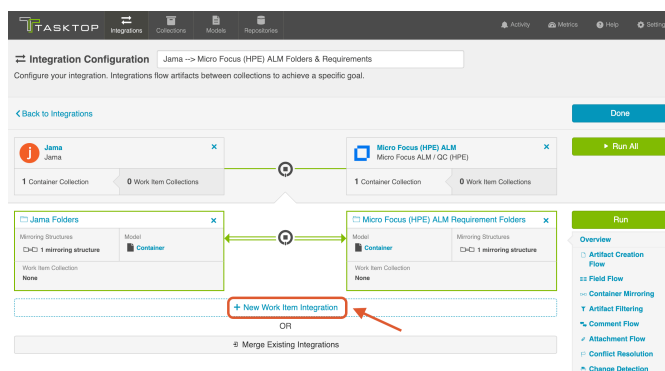 TASKTOP
Integrations
Collections
Models
Repositories
Activity
Metrics
Help
Setting
Integration Configuration
Jama --> Micro Focus (HPE) ALM Folders & Requirements
Configure your integration. Integrations flow artifacts between collections to achieve a specific goal.
Back to Integrations
Done
Jama
Jama
1 Container Collection
0 Work Item Collections
Micro Focus (HPE) ALM
Micro Focus ALM / QC (HPE)
1 Container Collection
0 Work Item Collections
Run All
Jama Folders
Mirroring Structures
1 mirroring structure
Model
Container
Work Item Collection
None
Micro Focus (HPE) ALM Requirement Folders
Model
Container
Mirroring Structures
1 mirroring structure
Work Item Collection
None
Run
Overview
Artifact Creation
Flow
Field Flow
Container Mirroring
Artifact Filtering
Comment Flow
Attachment Flow
Conflict Resolution
Change Detection
+ New Work Item Integration
OR
Merge Existing Integrations